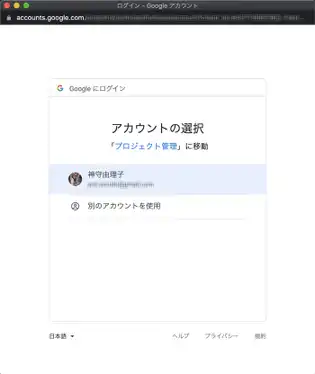 ログイン - Google アカウント
accounts.google.com
Google にログイン
アカウントの選択
「プロジェクト管理」に移動
神守由理子
別のアカウントを使用
日本語 ヘルプ プライバシー 規約